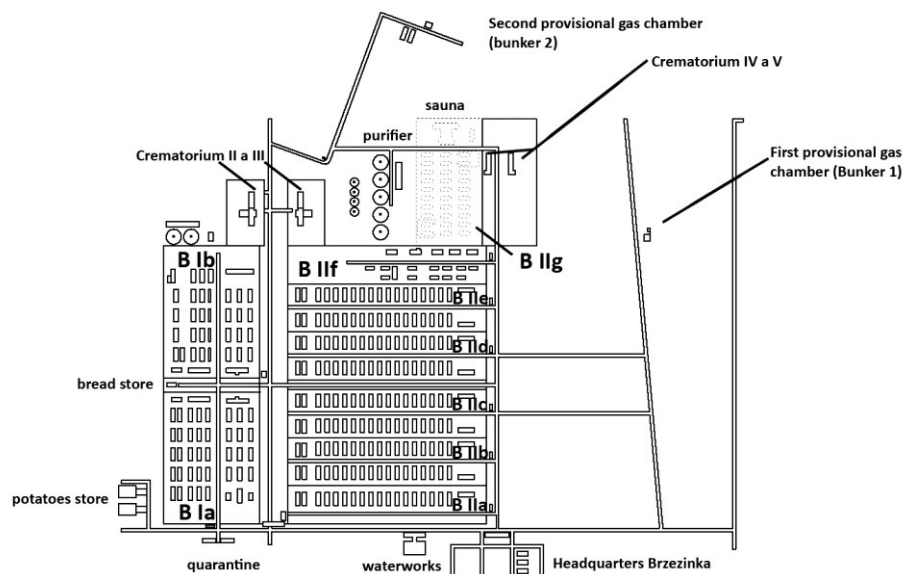 Second provisional gas chamber
(bunker 2)
Crematorium IV a V
sauna
purifier
Crematorium II a III
First provisional gas
chamber (Bunker 1)
B Ib
B IIf
B IIg
B IIe
B IId
bread store
B IIc
B IIb
potatoes store
B Ia
B IIa
quarantine
waterworks
Headquarters Brzezinka